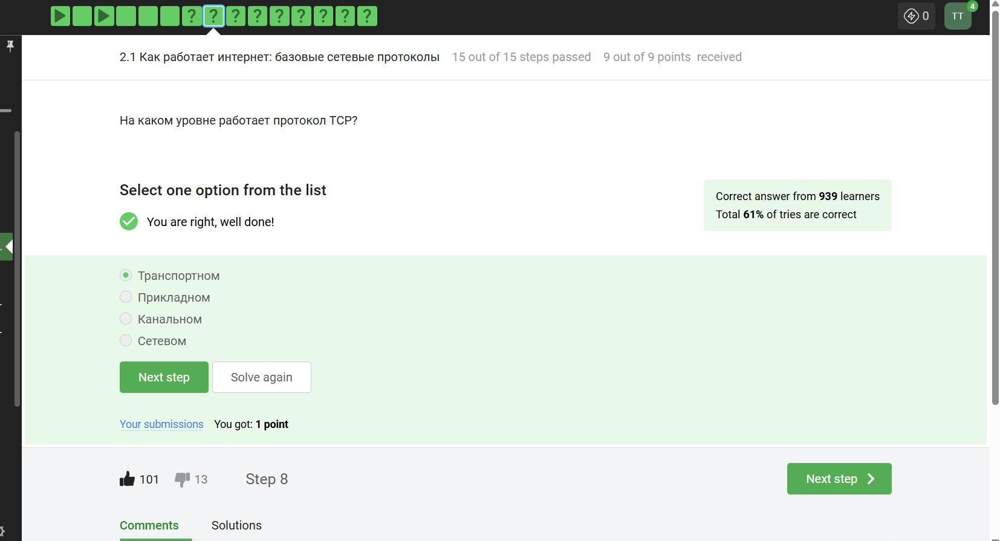 ? ? ? ? ? ? ? ? ?
0
TT
4
2.1 Как работает интернет: базовые сетевые протоколы 15 out of 15 steps passed 9 out of 9 points received
На каком уровне работает протокол TCP?
Select one option from the list
Correct answer from 939 learners
Total 61% of tries are correct
You are right, well done!
Транспортном
Прикладном
Канальном
Сетевом
Next step
Solve again
Your submissions You got: 1 point
101
13
Step 8
Next step
Comments
Solutions